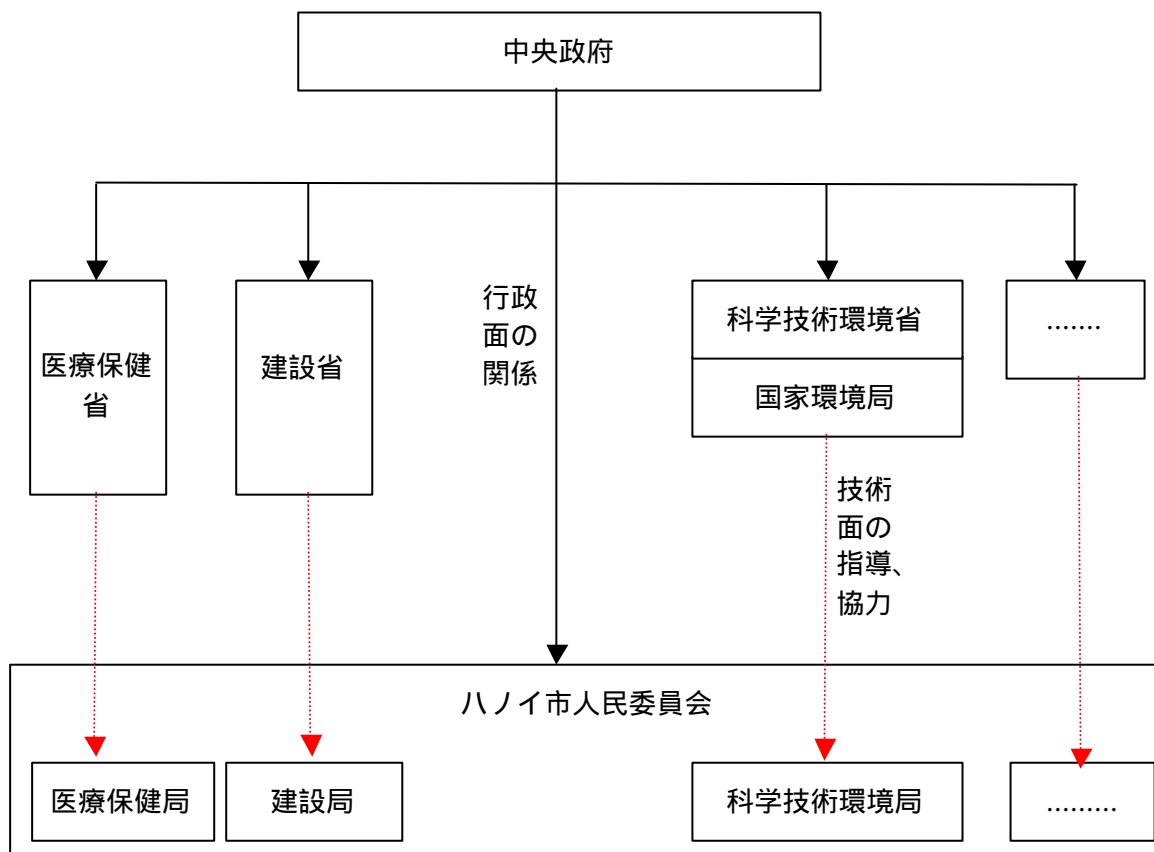 中央政府
行政
面の
関係
医療保健
省
建設省
科学技術環境省
国家環境局
.......
技術
面の
指導、
協力
ハノイ市人民委員会
医療保健局
建設局
科学技術環境局
.........